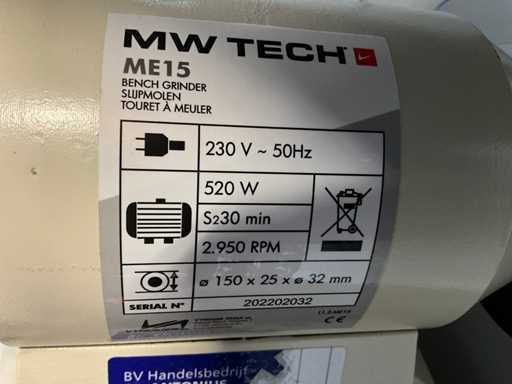 MW TECH
ME15
BENCH GRINDER
SLIJPMOLEN
TOURET À MEULER
230 V ~ 50Hz
520 W
S2 30 min
2.950 RPM
ø 150 x 25 x ø 32 mm
SERIAL N° 202202032
CE
BV Handelsbedrijf